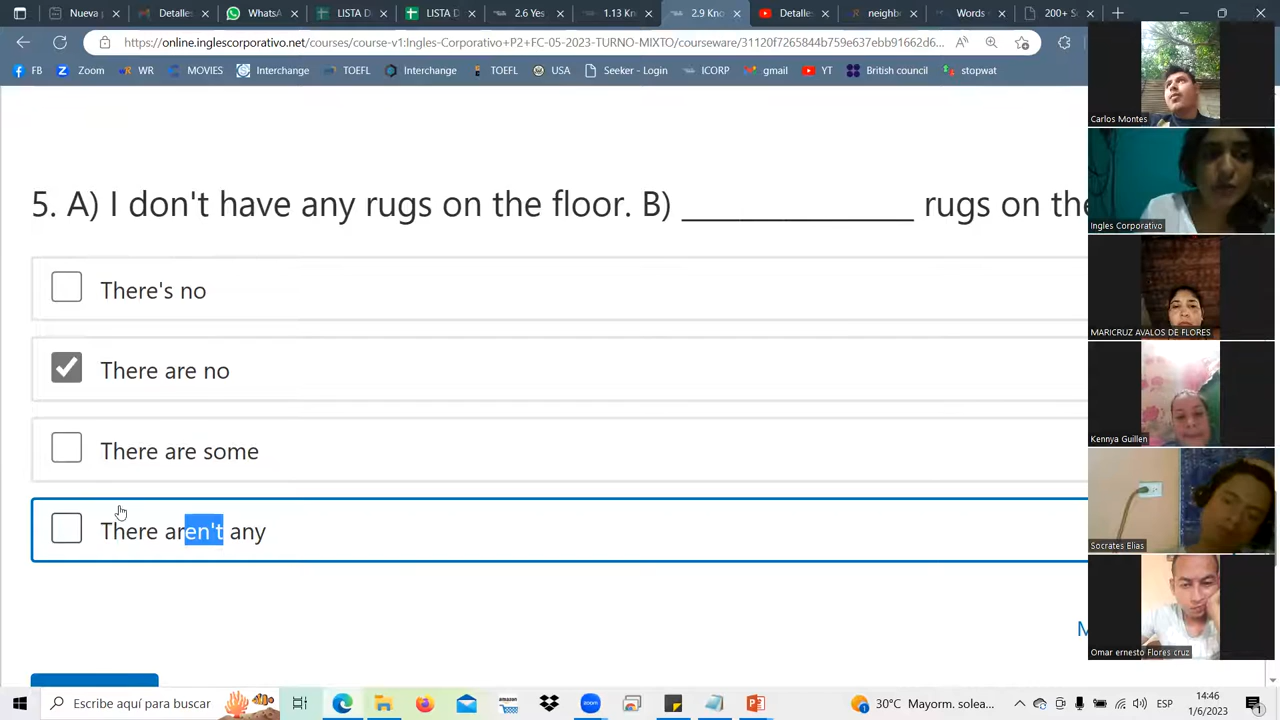 Nueva
Detalle
LISTA D
LISTA
26 Yes
1.13 Kn
2.9 Kno
Detalle
neighb
Words
000+ S
https://online.inglescorporativo.net/courses/course-v1:Ingles-Corporativo+P2+FC-05-2023-TURNO-MIXTO/courseware/31120f7265844b759e637ebb91662d6...
FB
Zoom
WR
MOVIES
Interchange
TOEFL
Interchange
TOEFL
USA
Seeker - Login
ICORP
gmail
YT
British council
stopwat
Carlos Montes
5. A) I don't have any rugs on the floor. B) ______________ rugs on the
Ingles Corporativo
There's no
MARICRUZ AVALOS DE FLORES
There are no
Kennya Guillen
There are some
There aren't any
Socrates Elias
Omar ernesto Flores cruz
Escribe aquí para buscar
30°C Mayorm. solea...
ESP
14:46
1/6/2023